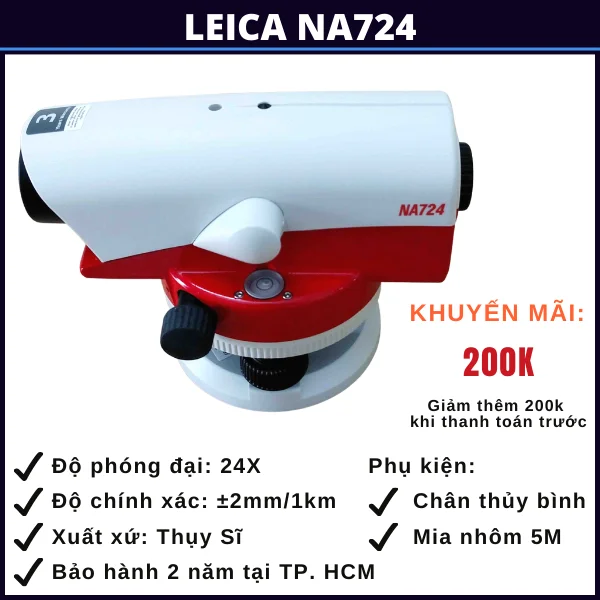 LEICA NA724
3
NA724
KHUYẾN MÃI:
200K
Giảm thêm 200k
khi thanh toán trước
Độ phóng đại: 24X
Độ chính xác: ±2mm/1km
Xuất xứ: Thụy Sĩ
Bảo hành 2 năm tại TP. HCM
Phụ kiện:
Chân thủy bình
Mia nhôm 5M